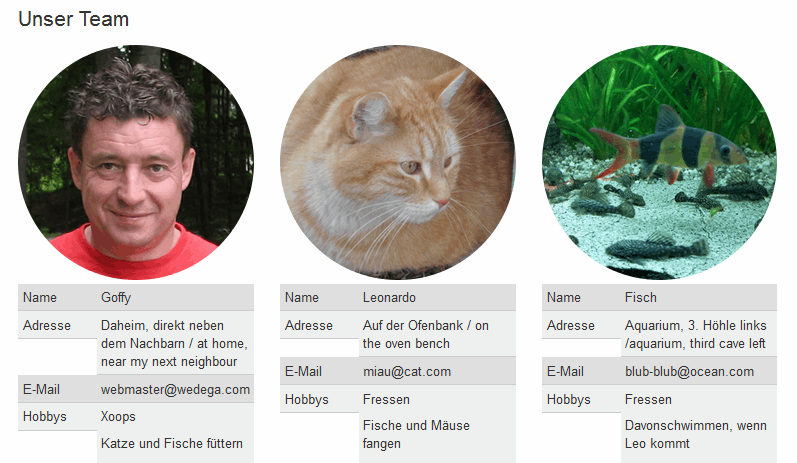 Unser Team
Name Goffy
Adresse Daheim, direkt neben
dem Nachbarn / at home,
near my next neighbour
E-Mail webmaster@wedega.com
Hobbys Xoops
Katze und Fische füttern
Name Leonardo
Adresse Auf der Ofenbank / on
the oven bench
E-Mail miau@cat.com
Hobbys Fressen
Fische und Mäuse
fangen
Name Fisch
Adresse Aquarium, 3. Höhle links
/aquarium, third cave left
E-Mail blub-blub@ocean.com
Hobbys Fressen
Davonschwimmen, wenn
Leo kommt